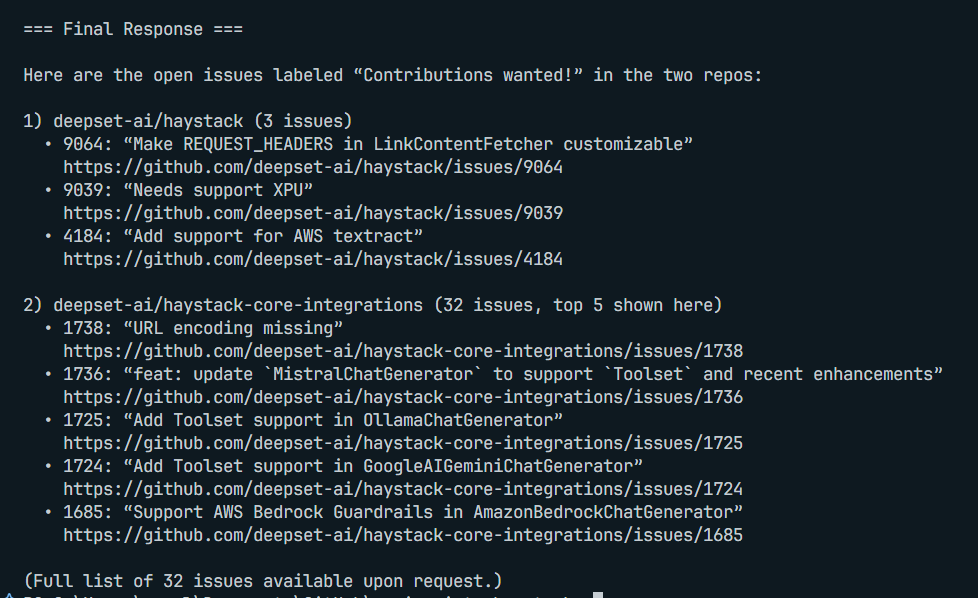 === Final Response ===
Here are the open issues labeled “Contributions wanted!” in the two repos:
1) deepset-ai/haystack (3 issues)
• 9064: “Make REQUEST_HEADERS in LinkContentFetcher customizable”
https://github.com/deepset-ai/haystack/issues/9064
• 9039: “Needs support XPU”
https://github.com/deepset-ai/haystack/issues/9039
• 4184: “Add support for AWS textract”
https://github.com/deepset-ai/haystack/issues/4184
2) deepset-ai/haystack-core-integrations (32 issues, top 5 shown here)
• 1738: “URL encoding missing”
https://github.com/deepset-ai/haystack-core-integrations/issues/1738
• 1736: “feat: update `MistralChatGenerator` to support `Toolset` and recent enhancements”
https://github.com/deepset-ai/haystack-core-integrations/issues/1736
• 1725: “Add Toolset support in OllamaChatGenerator”
https://github.com/deepset-ai/haystack-core-integrations/issues/1725
• 1724: “Add Toolset support in GoogleAIGeminiChatGenerator”
https://github.com/deepset-ai/haystack-core-integrations/issues/1724
• 1685: “Support AWS Bedrock Guardrails in AmazonBedrockChatGenerator”
https://github.com/deepset-ai/haystack-core-integrations/issues/1685
(Full list of 32 issues available upon request.)